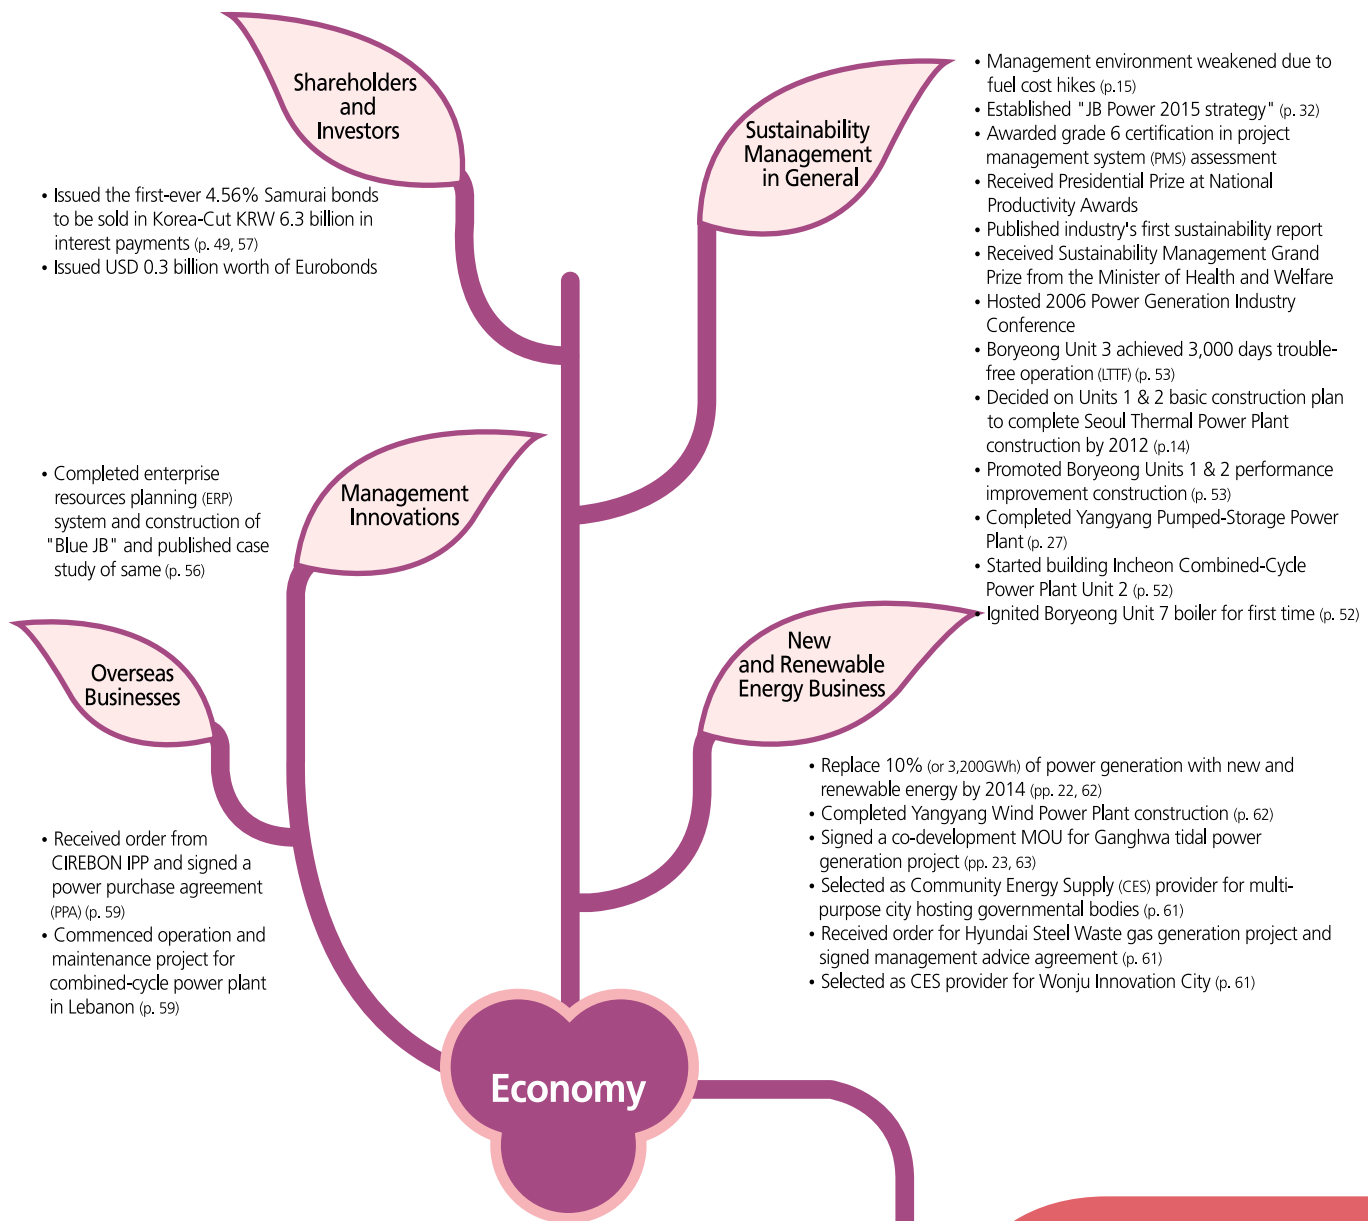 Shareholders
and
Investors
• Issued the first-ever 4.56% Samurai bonds
to be sold in Korea-Cut KRW 6.3 billion in
interest payments (p. 49, 57)
• Issued USD 0.3 billion worth of Eurobonds
Sustainability
Management
in General
• Management environment weakened due to
fuel cost hikes (p.15)
• Established "JB Power 2015 strategy" (p. 32)
• Awarded grade 6 certification in project
management system (PMS) assessment
• Received Presidential Prize at National
Productivity Awards
• Published industry's first sustainability report
• Received Sustainability Management Grand
Prize from the Minister of Health and Welfare
• Hosted 2006 Power Generation Industry
Conference
• Boryeong Unit 3 achieved 3,000 days trouble-
free operation (LTTF) (p. 53)
• Decided on Units 1 & 2 basic construction plan
to complete Seoul Thermal Power Plant
construction by 2012 (p.14)
• Promoted Boryeong Units 1 & 2 performance
improvement construction (p. 53)
• Completed Yangyang Pumped-Storage Power
Plant (p. 27)
• Started building Incheon Combined-Cycle
Power Plant Unit 2 (p. 52)
• Ignited Boryeong Unit 7 boiler for first time (p. 52)
Management
Innovations
• Completed enterprise
resources planning (ERP)
system and construction of
"Blue JB" and published case
study of same (p. 56)
Overseas
Businesses
• Received order from
CIREBON IPP and signed a
power purchase agreement
(PPA) (p. 59)
• Commenced operation and
maintenance project for
combined-cycle power plant
in Lebanon (p. 59)
New
and Renewable
Energy Business
• Replace 10% (or 3,200GWh) of power generation with new and
renewable energy by 2014 (pp. 22, 62)
• Completed Yangyang Wind Power Plant construction (p. 62)
• Signed a co-development MOU for Ganghwa tidal power
generation project (pp. 23, 63)
• Selected as Community Energy Supply (CES) provider for multi-
purpose city hosting governmental bodies (p. 61)
• Received order for Hyundai Steel Waste gas generation project and
signed management advice agreement (p. 61)
• Selected as CES provider for Wonju Innovation City (p. 61)
Economy